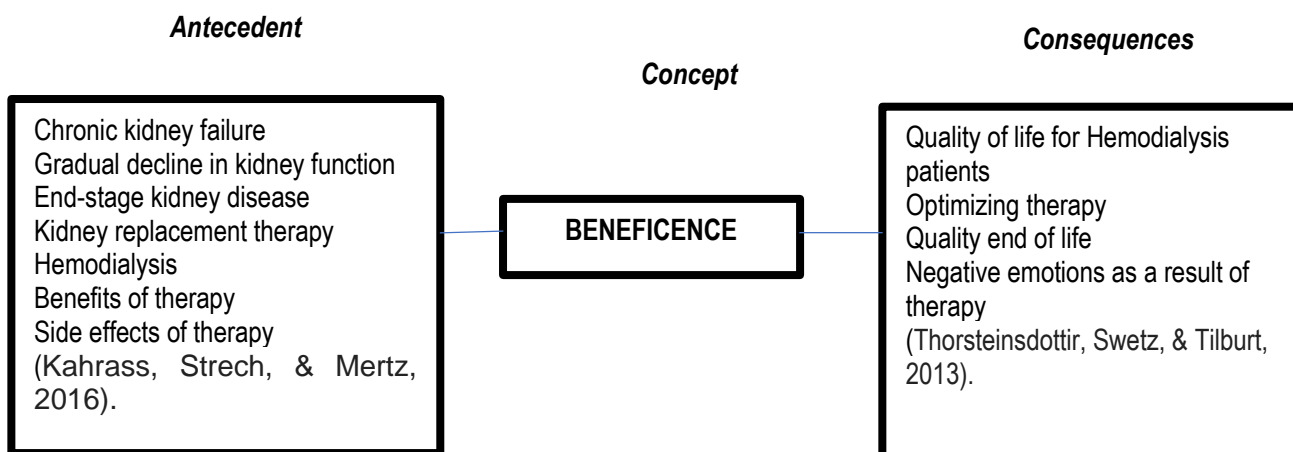 Antecedent
Concept
Consequences
Chronic kidney failure
Gradual decline in kidney function
End-stage kidney disease
Kidney replacement therapy
Hemodialysis
Benefits of therapy
Side effects of therapy
(Kahrass, Strech, & Mertz,
2016).
BENEFICENCE
Quality of life for Hemodialysis
patients
Optimizing therapy
Quality end of life
Negative emotions as a result of
therapy
(Thorsteinsdottir, Swetz, & Tilburt,
2013).